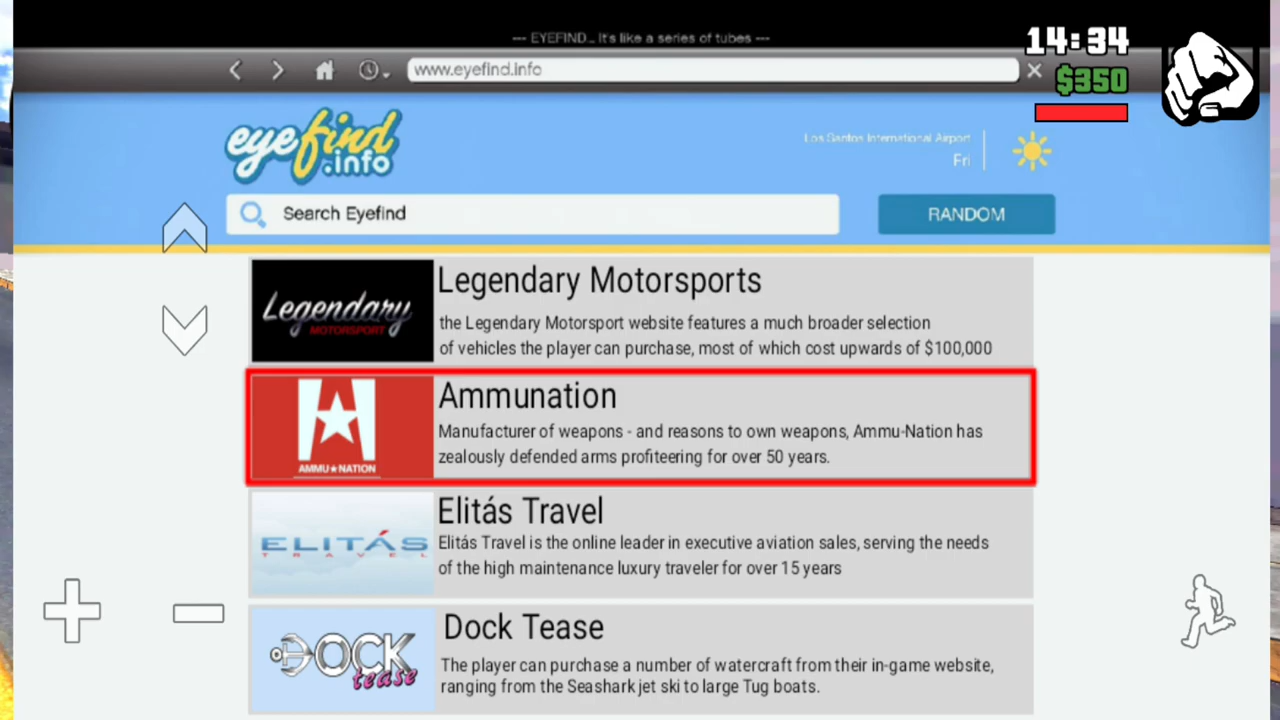 --- EYEFIND... It's like a series of tubes ---
www.eyefind.info
14:34
$350
eyefind
.info
Los Santos International Airport
Fri
Search Eyefind
RANDOM
Legendary
MOTORSPORT
Legendary Motorsports
the Legendary Motorsport website features a much broader selection
of vehicles the player can purchase, most of which cost upwards of $100,000
AMMU★NATION
Ammunation
Manufacturer of weapons - and reasons to own weapons, Ammu-Nation has
zealously defended arms profiteering for over 50 years.
ELITÁS
TRAVEL
Elitás Travel
Elitás Travel is the online leader in executive aviation sales, serving the needs
of the high maintenance luxury traveler for over 15 years
DOCK
tease
Dock Tease
The player can purchase a number of watercraft from their in-game website,
ranging from the Seashark jet ski to large Tug boats.